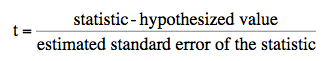 t = statistic - hypothesized value
estimated standard error of the statistic